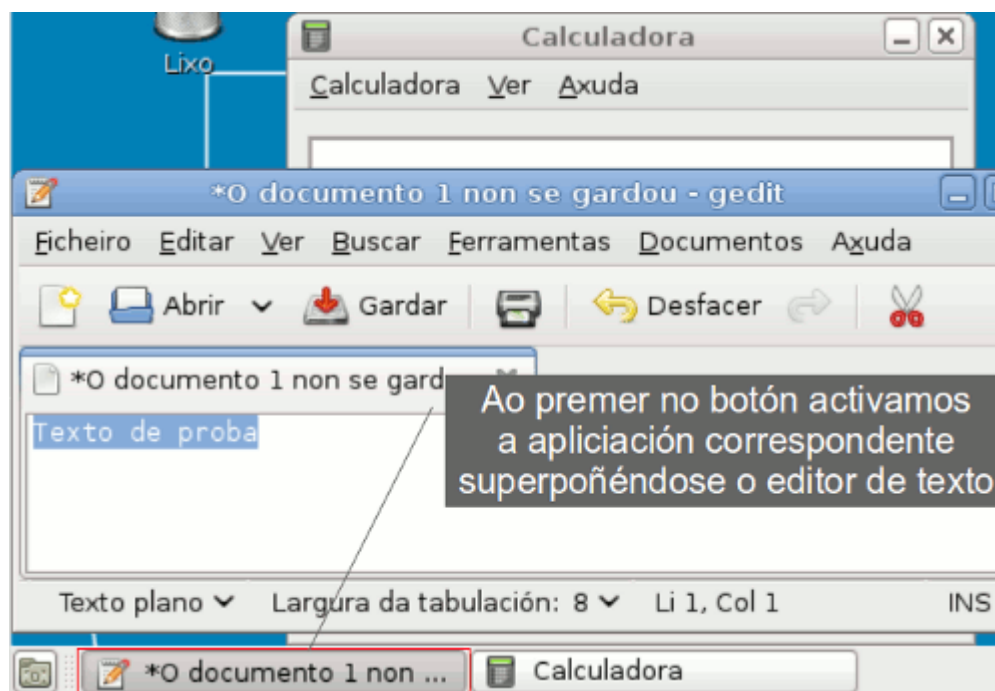 Lixo
Calculadora
Calculadora Ver Axuda
*O documento 1 non se gardou - gedit
Ficheiro Editar Ver Buscar Ferramentas Documentos Axuda
Abrir Gardar Desfacer
*O documento 1 non se gard
Texto de proba
Ao premer no botón activamos
a apliciación correspondente
superpoñéndose o editor de texto
Texto plano Largura da tabulación: 8 Li 1, Col 1 INS
*O documento 1 non ... Calculadora